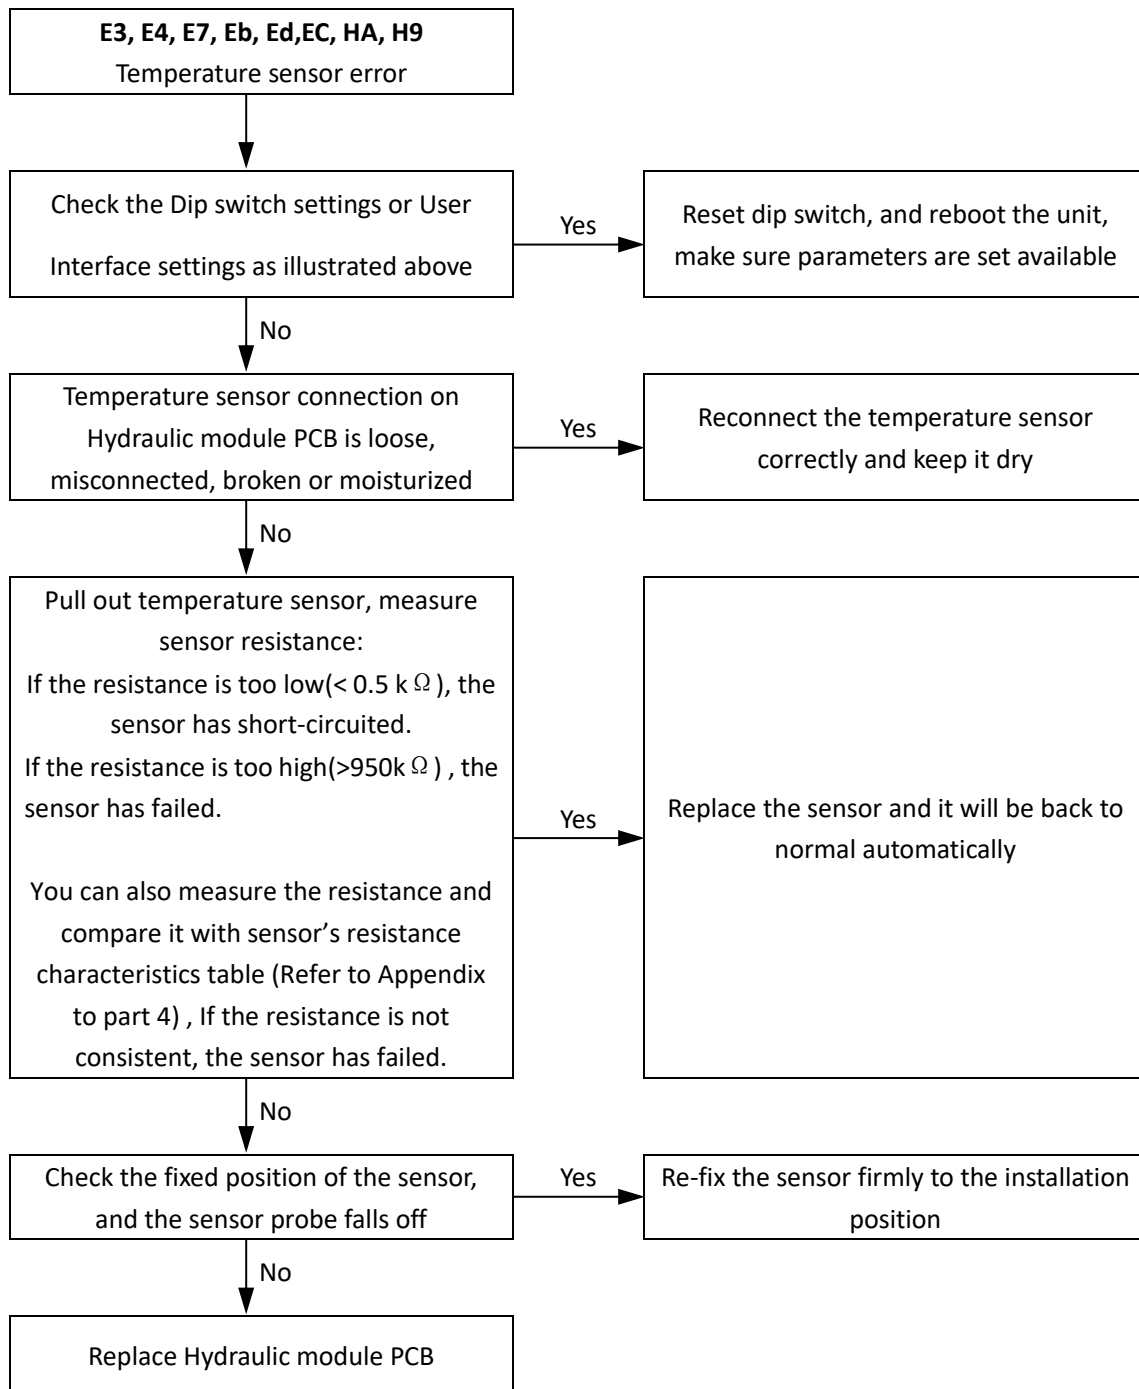 E3, E4, E7, Eb, Ed,EC, HA, H9
Temperature sensor error
Check the Dip switch settings or User
Interface settings as illustrated above
Yes
Reset dip switch, and reboot the unit,
make sure parameters are set available
No
Temperature sensor connection on
Hydraulic module PCB is loose,
misconnected, broken or moisturized
Yes
Reconnect the temperature sensor
correctly and keep it dry
No
Pull out temperature sensor, measure
sensor resistance:
If the resistance is too low(< 0.5 k Ω ), the
sensor has short-circuited.
If the resistance is too high(>950k Ω ) , the
sensor has failed.
You can also measure the resistance and
compare it with sensor’s resistance
characteristics table (Refer to Appendix
to part 4) , If the resistance is not
consistent, the sensor has failed.
Yes
Replace the sensor and it will be back to
normal automatically
No
Check the fixed position of the sensor,
and the sensor probe falls off
Yes
Re-fix the sensor firmly to the installation
position
No
Replace Hydraulic module PCB